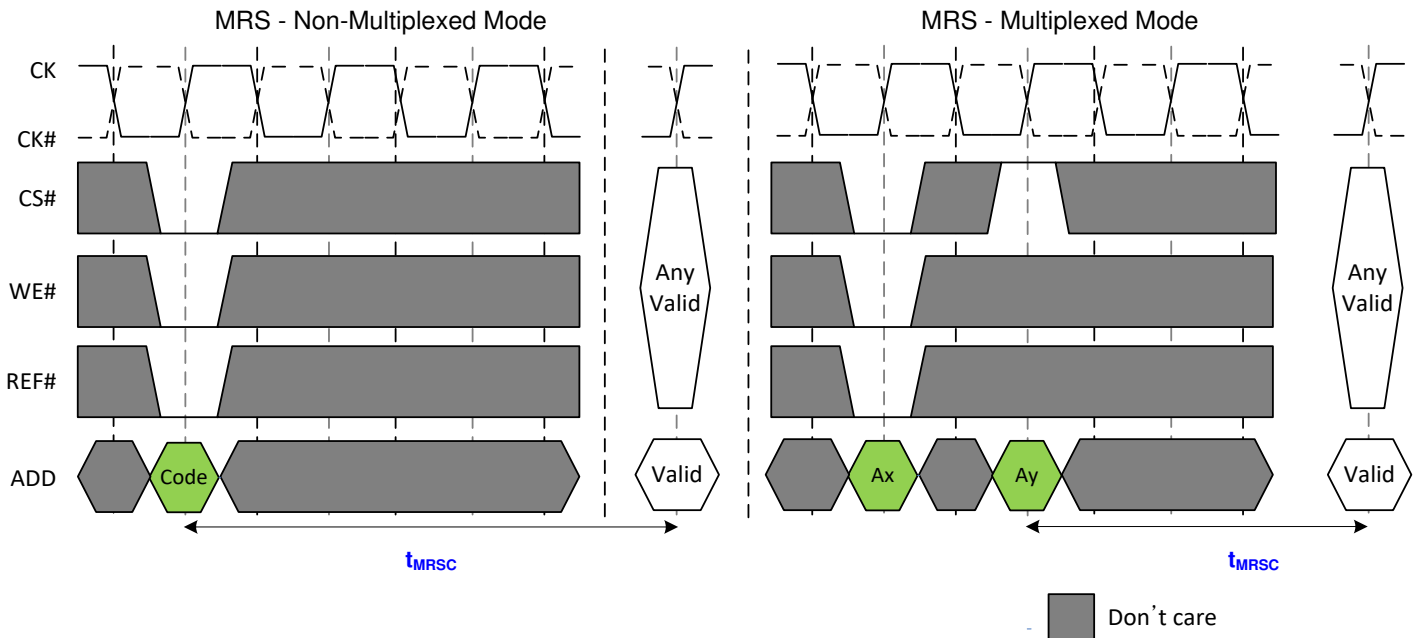 MRS - Non-Multiplexed Mode
MRS - Multiplexed Mode
CK
CK#
CS#
WE#
REF#
ADD
Any
Valid
Any
Valid
Code
Valid
Ax
Ay
Valid
tMRSC
tMRSC
- Don't care